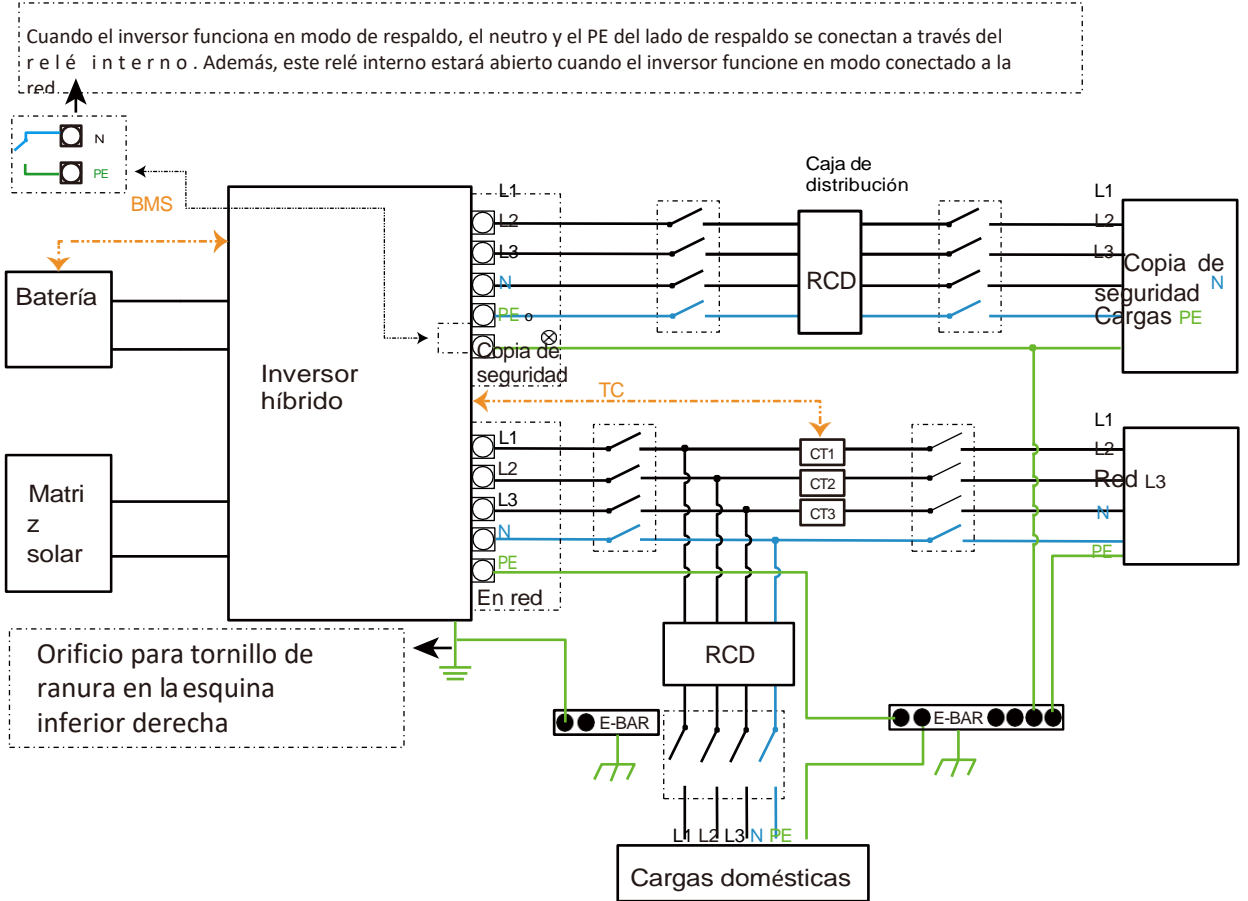 Cuando el inversor funciona en modo de respaldo, el neutro y el PE del lado de respaldo se conectan a través del
relé interno. Además, este relé interno estará abierto cuando el inversor funcione en modo conectado a la
red
N
PE
BMS
Batería
Matri
z
solar
Inversor
híbrido
L1
L2
L3
N
PE o
Copia de
seguridad
Caja de
distribución
RCD
L1
L2
L3
Copia de
seguridad N
Cargas PE
TC
L1
L2
L3
N
PE
En red
CT1
CT2
CT3
L1
L2
Red L3
N
PE
Orificio para tornillo de
ranura en la esquina
inferior derecha
RCD
E-BAR
E-BAR
L1 L2 L3 N PE
Cargas domésticas